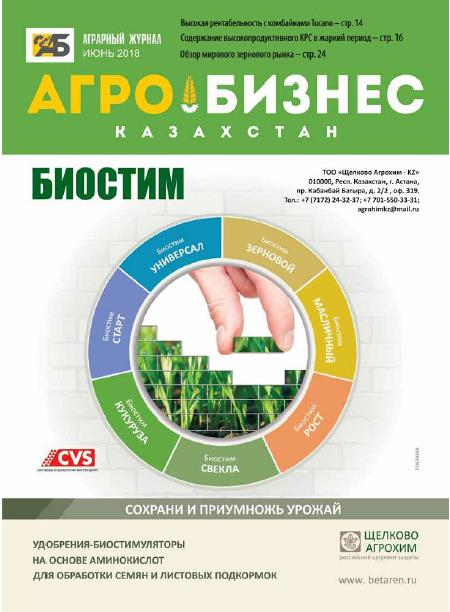 АБ
АГРАРНЫЙ ЖУРНАЛ
ИЮНЬ 2018
Высокая рентабельность с комбайнами Tucano – стр. 14
Содержание высокопродуктивного КРС в жаркий период – стр. 16
Обзор мирового зернового рынка – стр. 24
АГРО БИЗНЕС
КАЗАХСТАН
БИОСТИМ
ТОО «Щелково Агрохим - KZ»
010000, Респ. Казахстан, г. Астана,
пр. Кабанбай Батыра, д. 2/2 , оф. 319.
Тел.: +7 (7172) 24-32-37; +7 701-550-33-31;
agrohimkz@mail.ru
Биостим
УНИВЕРСАЛ
Биостим
ЗЕРНОВОЙ
Биостим
МАСЛИЧНЫЙ
Биостим
РОСТ
Биостим
СВЕКЛА
Биостим
КУКУРУЗА
Биостим
СТАРТ
CVS
РЕКЛАМА
СОХРАНИ И ПРИУМНОЖЬ УРОЖАЙ
УДОБРЕНИЯ-БИОСТИМУЛЯТОРЫ
НА ОСНОВЕ АМИНОКИСЛОТ
ДЛЯ ОБРАБОТКИ СЕМЯН И ЛИСТОВЫХ ПОДКОРМОК
ЩЕЛКОВО
АГРОХИМ
российский аргумент защиты
www. betaren.ru